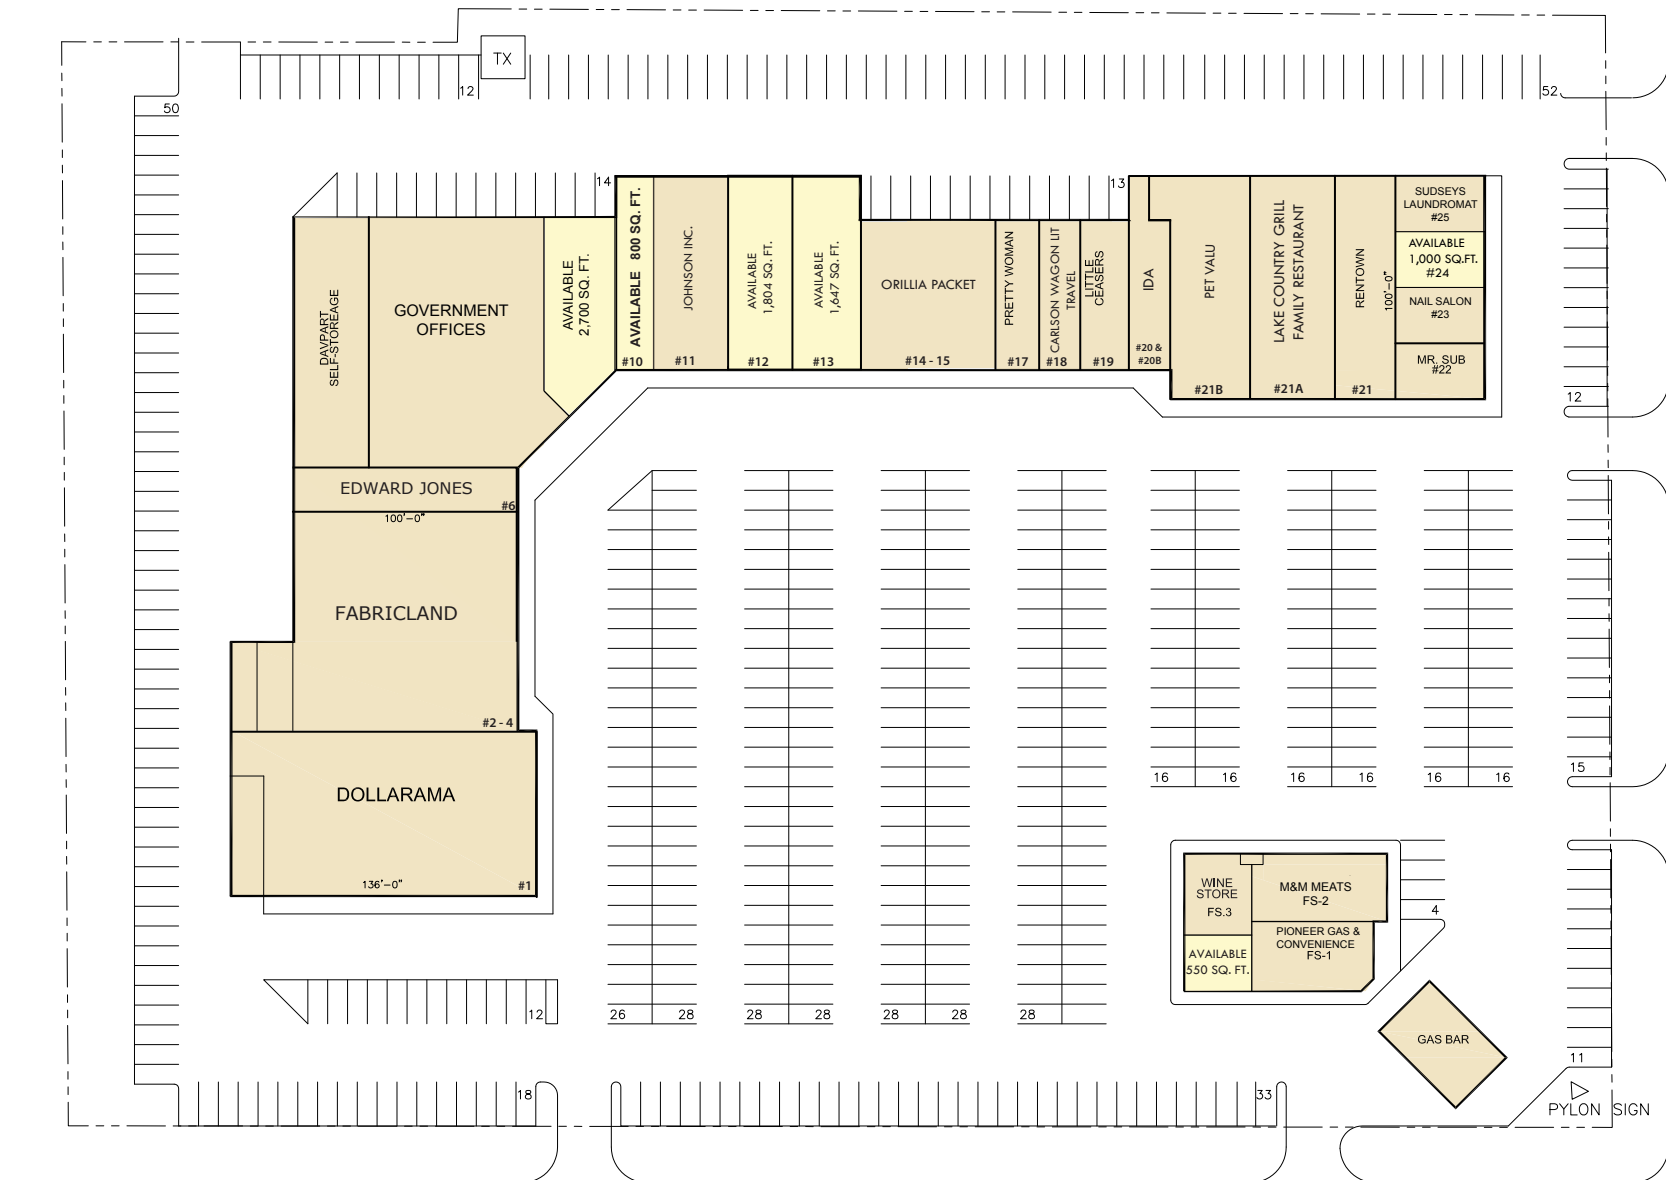 TX
12
52
50
14
13
DAVPART
SELF-STOREAGE
GOVERNMENT
OFFICES
AVAILABLE
2,700 SQ. FT.
AVAILABLE 800 SQ. FT.
#10
JOHNSON INC.
#11
AVAILABLE
1,804 SQ. FT.
#12
AVAILABLE
1,647 SQ. FT.
#13
ORILLIA PACKET
#14 - 15
PRETTY WOMAN
#17
CARLSON WAGON LIT
TRAVEL
#18
LITTLE
CEASERS
#19
IDA
#20 &
#20B
PET VALU
#21B
LAKE COUNTRY GRILL
FAMILY RESTAURANT
#21A
RENTOWN
100'-0"
#21
SUDSEYS
LAUNDROMAT
#25
AVAILABLE
1,000 SQ.FT.
#24
NAIL SALON
#23
MR. SUB
#22
12
EDWARD JONES
#6
100'-0"
FABRICLAND
#2 - 4
DOLLARAMA
136'-0"
#1
16
16
16
16
16
16
15
WINE
STORE
FS.3
M&M MEATS
FS-2
PIONEER GAS &
CONVENIENCE
FS-1
AVAILABLE
550 SQ. FT.
4
12
26
28
28
28
28
28
28
GAS BAR
11
18
33
PYLON SIGN